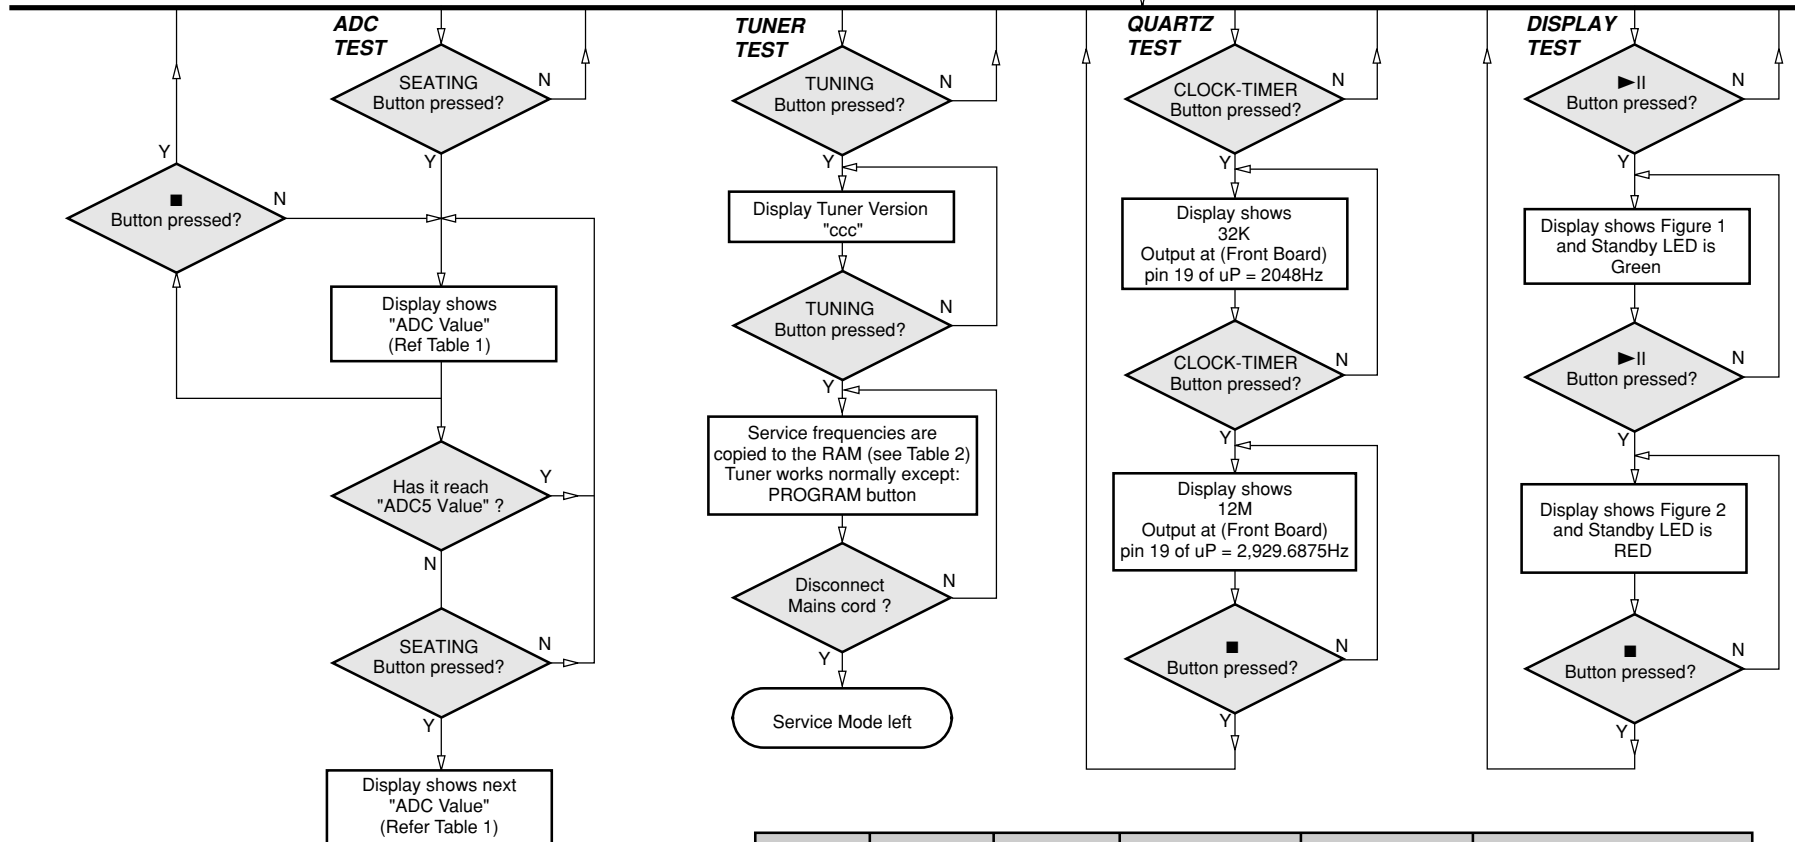 ADC
TEST
SEATING
Button pressed?
N
Y
Y
■
Button pressed?
N
Display shows
"ADC Value"
(Ref Table 1)
Has it reach
"ADC5 Value" ?
Y
N
SEATING
Button pressed?
N
Y
Display shows next
"ADC Value"
(Refer Table 1)
TUNER
TEST
TUNING
Button pressed?
N
Y
Display Tuner Version
"ccc"
TUNING
Button pressed?
N
Y
Service frequencies are
copied to the RAM (see Table 2)
Tuner works normally except:
PROGRAM button
Disconnect
Mains cord ?
N
Y
Service Mode left
QUARTZ
TEST
CLOCK-TIMER
Button pressed?
N
Y
Display shows
32K
Output at (Front Board)
pin 19 of uP = 2048Hz
CLOCK-TIMER
Button pressed?
N
Y
Display shows
12M
Output at (Front Board)
pin 19 of uP = 2,929.6875Hz
■
Button pressed?
N
Y
DISPLAY
TEST
►II
Button pressed?
N
Y
Display shows Figure 1
and Standby LED is
Green
►II
Button pressed?
N
Y
Display shows Figure 2
and Standby LED is
RED
■
Button pressed?
N
Y